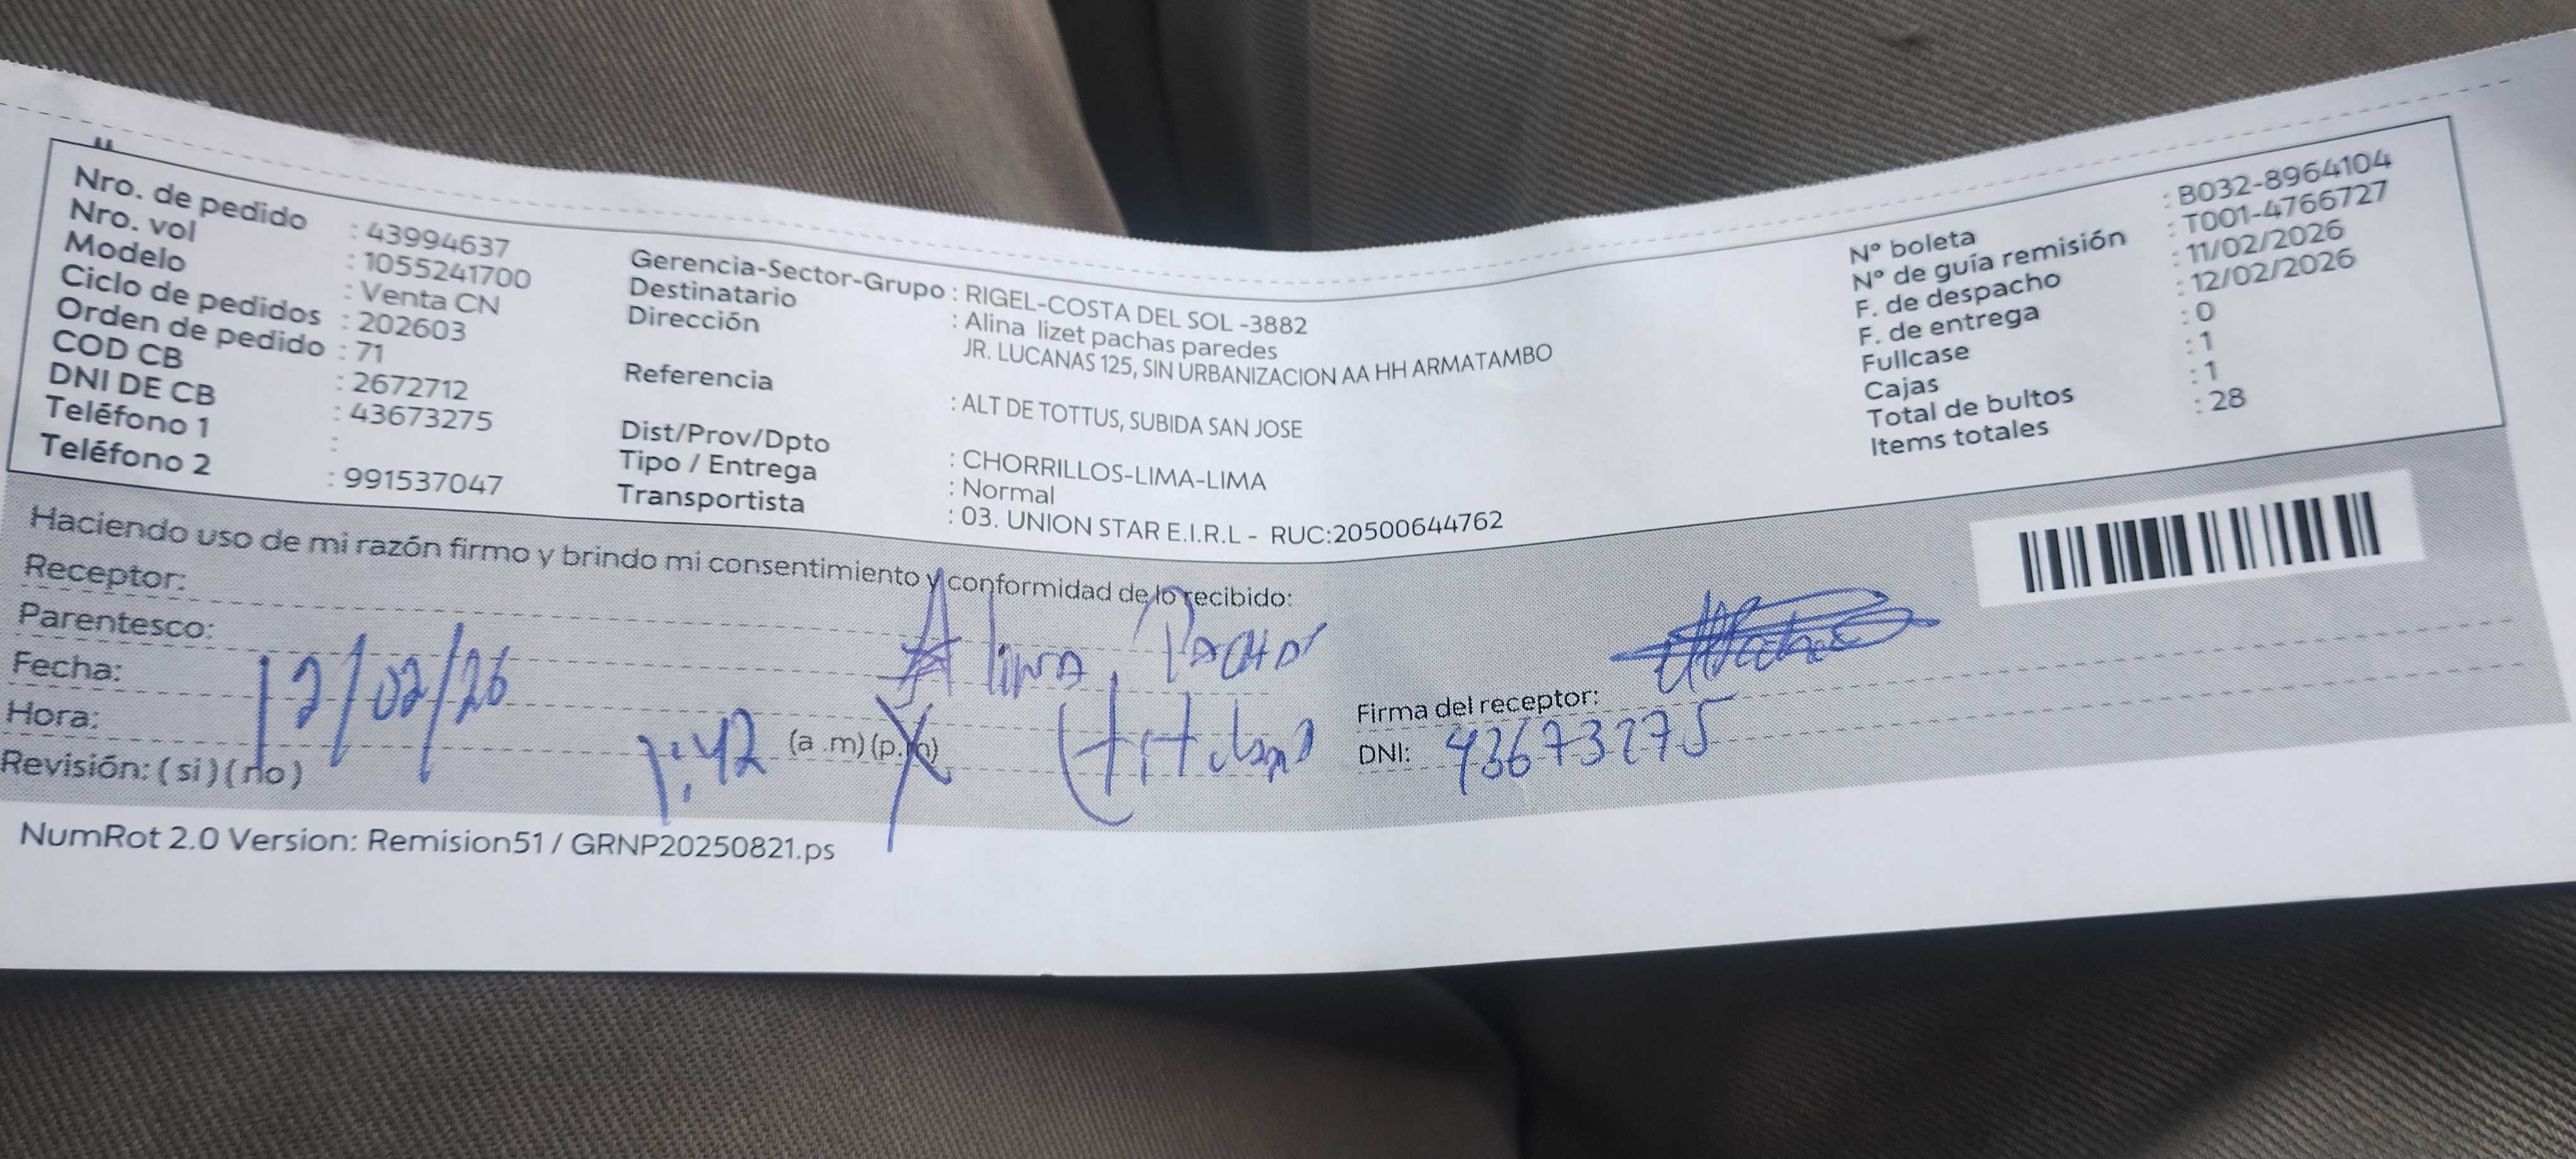 Nro. de pedido : 43994637
Nro. vol : 1055241700
Modelo : Venta CN
Ciclo de pedidos : 202603
Orden de pedido : 71
COD CB : 2672712
DNI DE CB : 43673275
Teléfono 1 :
Teléfono 2 : 991537047
Gerencia-Sector-Grupo : RIGEL-COSTA DEL SOL -3882
Destinatario : Alina lizet pachas paredes
Dirección JR. LUCANAS 125, SIN URBANIZACION AA HH ARMATAMBO
Referencia : ALT DE TOTTUS, SUBIDA SAN JOSE
Dist/Prov/Dpto : CHORRILLOS-LIMA-LIMA
Tipo / Entrega : Normal
Transportista : 03. UNION STAR E.I.R.L - RUC:20500644762
N° boleta : B032-8964104
N° de guía remisión : T001-4766727
F. de despacho : 11/02/2026
F. de entrega : 12/02/2026
Fullcase : 0
Cajas : 1
Total de bultos : 1
Items totales : 28
Haciendo uso de mi razón firmo y brindo mi consentimiento y conformidad de lo recibido:
Receptor: Alina Pachas
Parentesco:
Fecha: 12/02/26
Hora: 1:42 (a .m) (p.m)
Revisión: ( si ) ( no )
Firma del receptor:
DNI: 43673275
NumRot 2.0 Version: Remision51 / GRNP20250821.ps